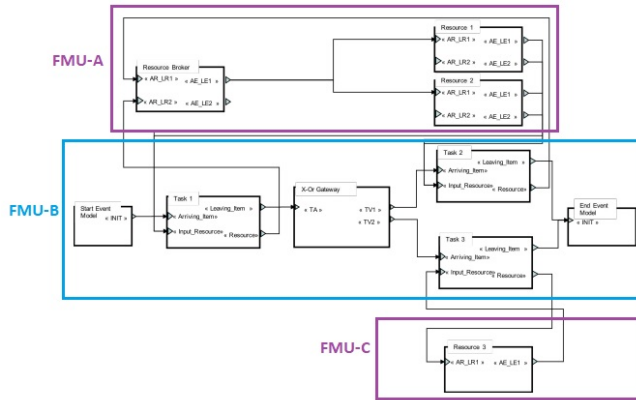 FMU-A
Resource Broker
« AR_LR1 »
« AE_LE1 »
« AR_LR2 »
« AE_LE2 »
Resource 1
« AR_LR1 »
« AE_LE1 »
« AR_LR2 »
« AE_LE2 »
Resource 2
« AR_LR1 »
« AE_LE1 »
« AR_LR2 »
« AE_LE2 »
FMU-B
Start Event
Model
« INIT »
Task 1
« Leaving_Item »
« Arriving_Item »
« Input_Resource»
« Resource»
X-Or Gateway
« TA »
« TV1 »
« TV2 »
Task 2
« Leaving_Item »
« Arriving_Item »
« Input_Resource »
« Resource»
Task 3
« Leaving_Item »
« Arriving_Item »
« Input_Resource»
« Resource »
End Event
Model
« INIT »
FMU-C
Resource 3
« AR_LR1 »
« AE_LE1 »